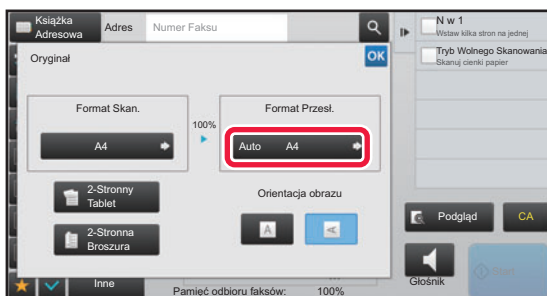 Książka
Adresowa
Adres
Numer Faksu
N w 1
Wstaw kilka stron na jednej
Tryb Wolnego Skanowania
Skanuj cienki papier
Oryginał
OK
Format Skan.
100%
Format Przesł.
A4
Auto A4
2-Stronny
Tablet
Orientacja obrazu
2-Stronna
Broszura
A
A
Podgląd
CA
Głośnik
Start
Inne
Pamięć odbioru faksów: 100%